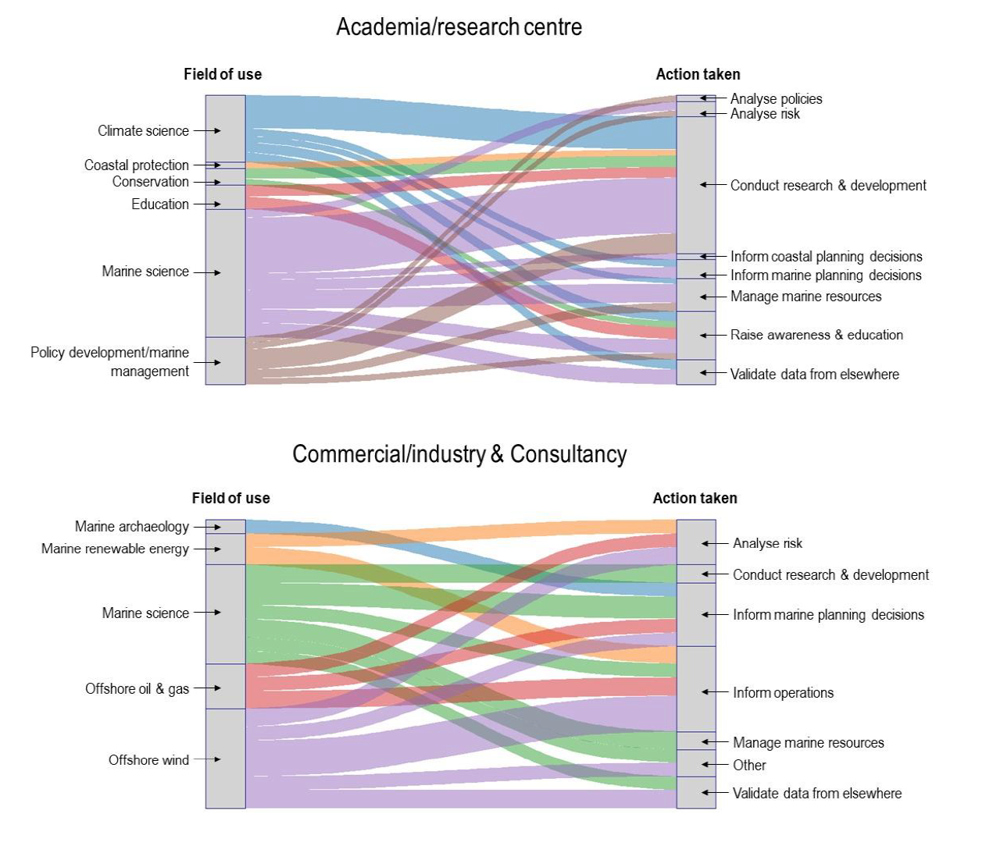 Academia/research centre
Field of use
Action taken
Climate science
Coastal protection
Conservation
Education
Marine science
Policy development/marine
management
Analyse policies
Analyse risk
Conduct research & development
Inform coastal planning decisions
Inform marine planning decisions
Manage marine resources
Raise awareness & education
Validate data from elsewhere
Commercial/industry & Consultancy
Field of use
Action taken
Marine archaeology
Marine renewable energy
Marine science
Offshore oil & gas
Offshore wind
Analyse risk
Conduct research & development
Inform marine planning decisions
Inform operations
Manage marine resources
Other
Validate data from elsewhere